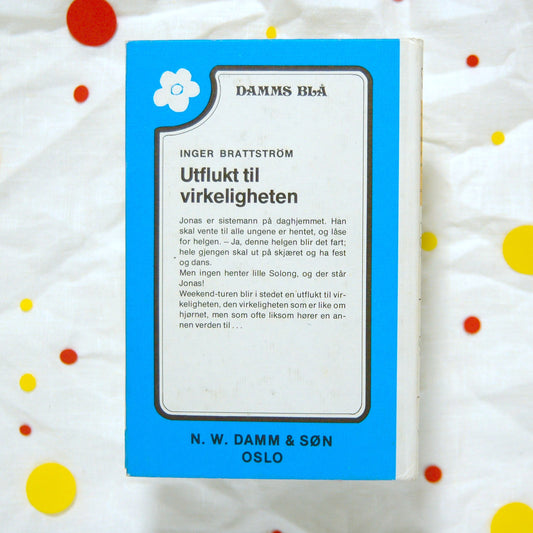 DAMMS BLÅ
INGER BRATTSTRÖM
Utflukt til
virkeligheten
Jonas er sistemann på daghjemmet. Han
skal vente til alle ungene er hentet, og låse
for helgen. – Ja, denne helgen blir det fart;
hele gjengen skal ut på skjæret og ha fest
og dans.
Men ingen henter lille Solong, og der står
Jonas!
Weekend-turen blir i stedet en utflukt til vir-
keligheten, den virkeligheten som er like om
hjørnet, men som ofte liksom hører en an-
nen verden til . . .
N. W. DAMM & SØN
OSLO